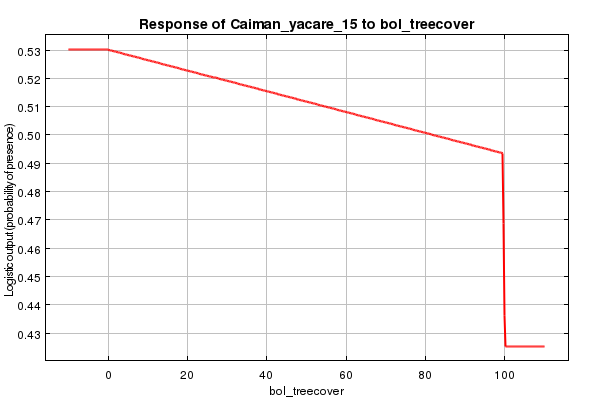 Response of Caiman_yacare_15 to bol_treecover
Logistic output (probability of presence)
0.53
0.52
0.51
0.50
0.49
0.48
0.47
0.46
0.45
0.44
0.43
0 20 40 60 80 100
bol_treecover